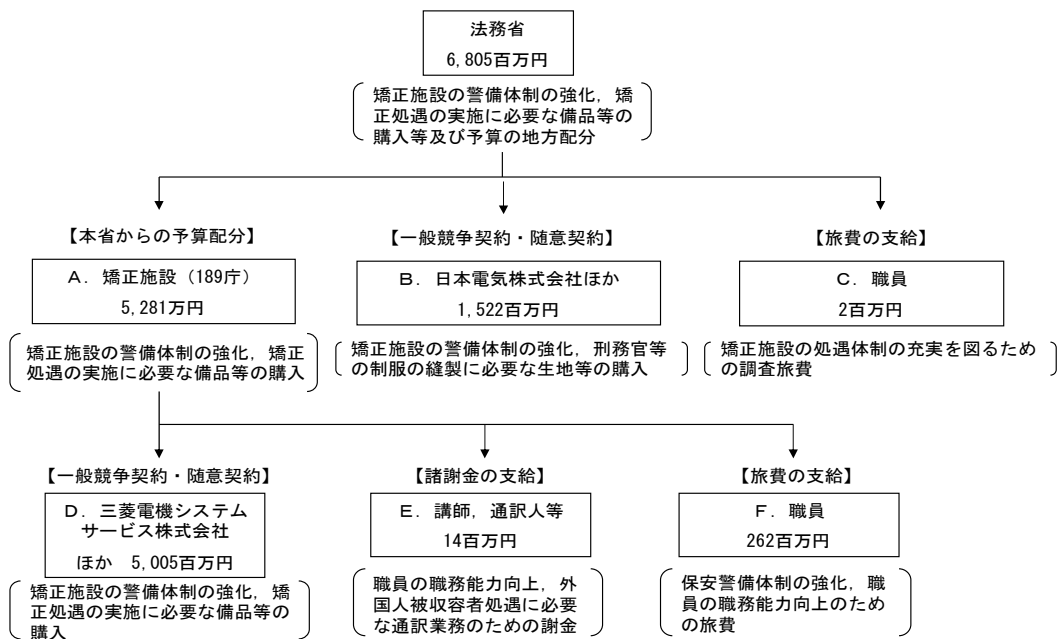 法務省
6,805百万円
矯正施設の警備体制の強化，矯
正処遇の実施に必要な備品等の
購入等及び予算の地方配分
【本省からの予算配分】
A．矯正施設（189庁）
5,281万円
矯正施設の警備体制の強化，矯正
処遇の実施に必要な備品等の購入
【一般競争契約・随意契約】
B．日本電気株式会社ほか
1,522百万円
矯正施設の警備体制の強化，刑務官等
の制服の縫製に必要な生地等の購入
【旅費の支給】
C．職員
2百万円
矯正施設の処遇体制の充実を図るため
の調査旅費
【一般競争契約・随意契約】
D．三菱電機システム
サービス株式会社
ほか　5,005百万円
矯正施設の警備体制の強化，矯
正処遇の実施に必要な備品等の
購入
【諸謝金の支給】
E．講師，通訳人等
14百万円
職員の職務能力向上，外
国人被収容者処遇に必要
な通訳業務のための謝金
【旅費の支給】
F．職員
262百万円
保安警備体制の強化，職
員の職務能力向上のため
の旅費